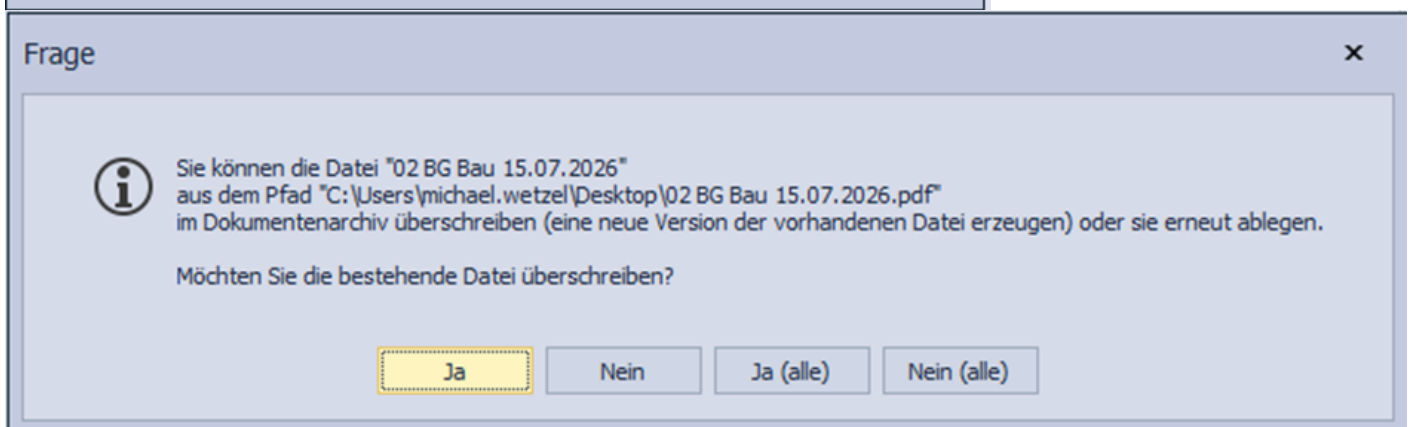 Frage
Sie können die Datei "02 BG Bau 15.07.2026"
aus dem Pfad "C:\Users\michael.wetzel\Desktop\02 BG Bau 15.07.2026.pdf"
im Dokumentenarchiv überschreiben (eine neue Version der vorhandenen Datei erzeugen) oder sie erneut ablegen.
Möchten Sie die bestehende Datei überschreiben?
Ja Nein Ja (alle) Nein (alle)